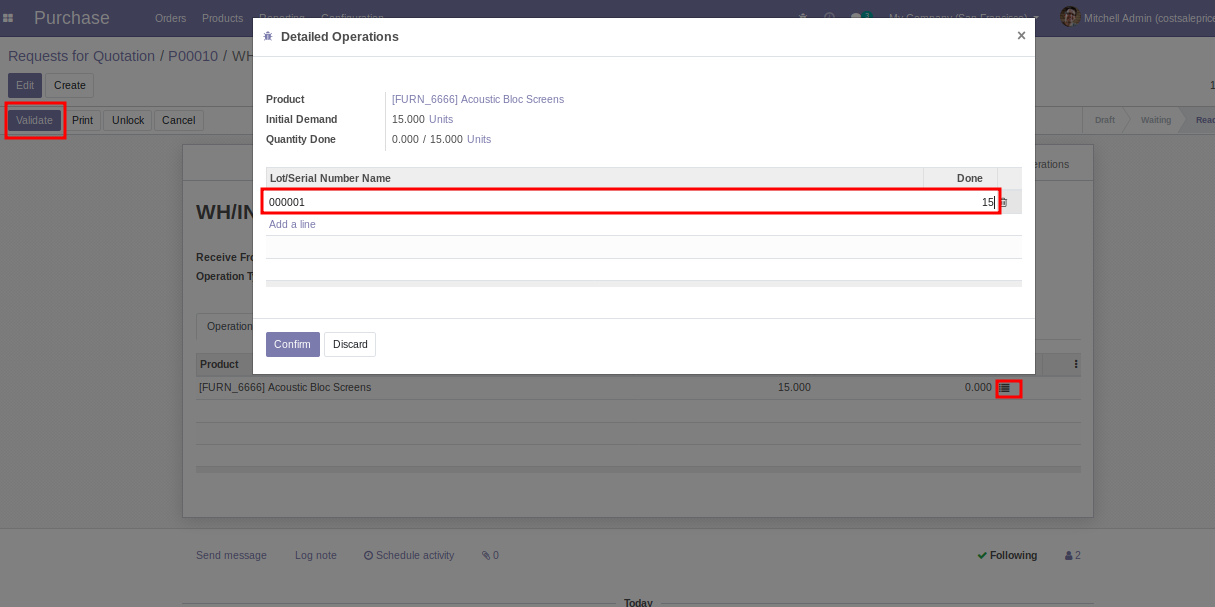 Purchase Orders Products Reporting Configuration My Company (San Francisco) Mitchell Admin (costsaleprice
Detailed Operations ×
Requests for Quotation / P00010 / WH
Edit Create 1
Validate Print Unlock Cancel Draft Waiting
Product [FURN_6666] Acoustic Bloc Screens
Initial Demand 15.000 Units
Quantity Done 0.000 / 15.000 Units
Lot/Serial Number Name Done
000001 15
Add a line
WH/IN
Receive
Operation
Confirm Discard
Product
[FURN_6666] Acoustic Bloc Screens 15.000 0.000
Send message Log note Schedule activity 0 Following 2
Today